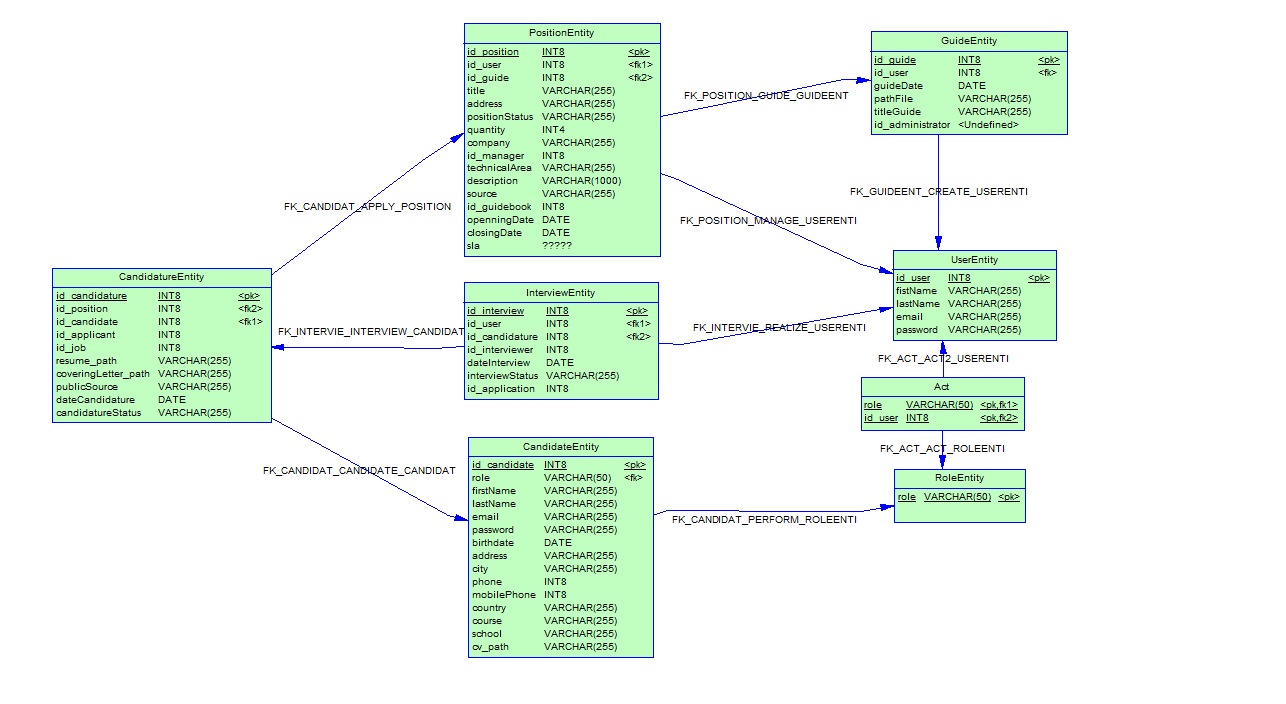 PositionEntity
id_position INT8 <pk>
id_user INT8 <fk1>
id_guide INT8 <fk2>
title VARCHAR(255)
address VARCHAR(255)
positionStatus VARCHAR(255)
quantity INT4
company VARCHAR(255)
id_manager INT8
technicalArea VARCHAR(255)
description VARCHAR(1000)
source VARCHAR(255)
id_guidebook INT8
openningDate DATE
closingDate DATE
sla ?????
GuideEntity
id_guide INT8 <pk>
id_user INT8 <fk>
guideDate DATE
pathFile VARCHAR(255)
titleGuide VARCHAR(255)
id_administrator <Undefined>
FK_POSITION_GUIDE_GUIDEENT
FK_GUIDEENT_CREATE_USERENTI
FK_CANDIDAT_APPLY_POSITION
FK_POSITION_MANAGE_USERENTI
UserEntity
id_user INT8 <pk>
fistName VARCHAR(255)
lastName VARCHAR(255)
email VARCHAR(255)
password VARCHAR(255)
CandidatureEntity
id_candidature INT8 <pk>
id_position INT8 <fk2>
id_candidate INT8 <fk1>
id_applicant INT8
id_job INT8
resume_path VARCHAR(255)
coveringLetter_path VARCHAR(255)
publicSource VARCHAR(255)
dateCandidature DATE
candidatureStatus VARCHAR(255)
InterviewEntity
id_interview INT8 <pk>
id_user INT8 <fk1>
id_candidature INT8 <fk2>
id_interviewer INT8
dateInterview DATE
interviewStatus VARCHAR(255)
id_application INT8
FK_INTERVIE_INTERVIEW_CANDIDAT
FK_INTERVIE_REALIZE_USERENTI
FK_ACT_ACT2_USERENTI
Act
role VARCHAR(50) <pk,fk1>
id_user INT8 <pk,fk2>
FK_ACT_ACT_ROLEENTI
RoleEntity
role VARCHAR(50) <pk>
FK_CANDIDAT_CANDIDATE_CANDIDAT
CandidateEntity
id_candidate INT8 <pk>
role VARCHAR(50) <fk>
firstName VARCHAR(255)
lastName VARCHAR(255)
email VARCHAR(255)
password VARCHAR(255)
birthdate DATE
address VARCHAR(255)
city VARCHAR(255)
phone INT8
mobilePhone INT8
country VARCHAR(255)
course VARCHAR(255)
school VARCHAR(255)
cv_path VARCHAR(255)
FK_CANDIDAT_PERFORM_ROLEENTI